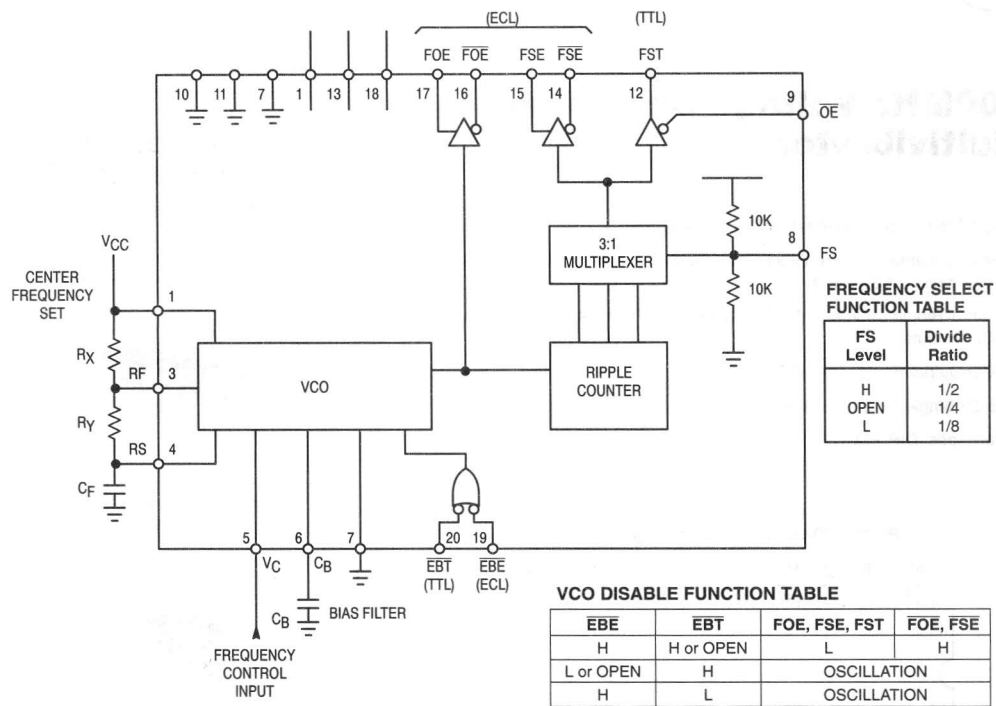 (ECL)
(TTL)
FOE FOE FSE FSE FST
10 11 7 1 13 18 17 16 15 14 12
9
OE
10K
8
FS
10K
3:1
MULTIPLEXER
VCC
CENTER
FREQUENCY
SET
1
RX
RF 3
RY
RS 4
CF
VCO
RIPPLE
COUNTER
FREQUENCY SELECT
FUNCTION TABLE
FS Level Divide Ratio
H 1/2
OPEN 1/4
L 1/8
5 6 7 20 19
VC CB
EBT (TTL)
EBE (ECL)
CB BIAS FILTER
FREQUENCY
CONTROL
INPUT
VCO DISABLE FUNCTION TABLE
EBE EBT FOE, FSE, FST FOE, FSE
H H or OPEN L H
L or OPEN H OSCILLATION
H L OSCILLATION